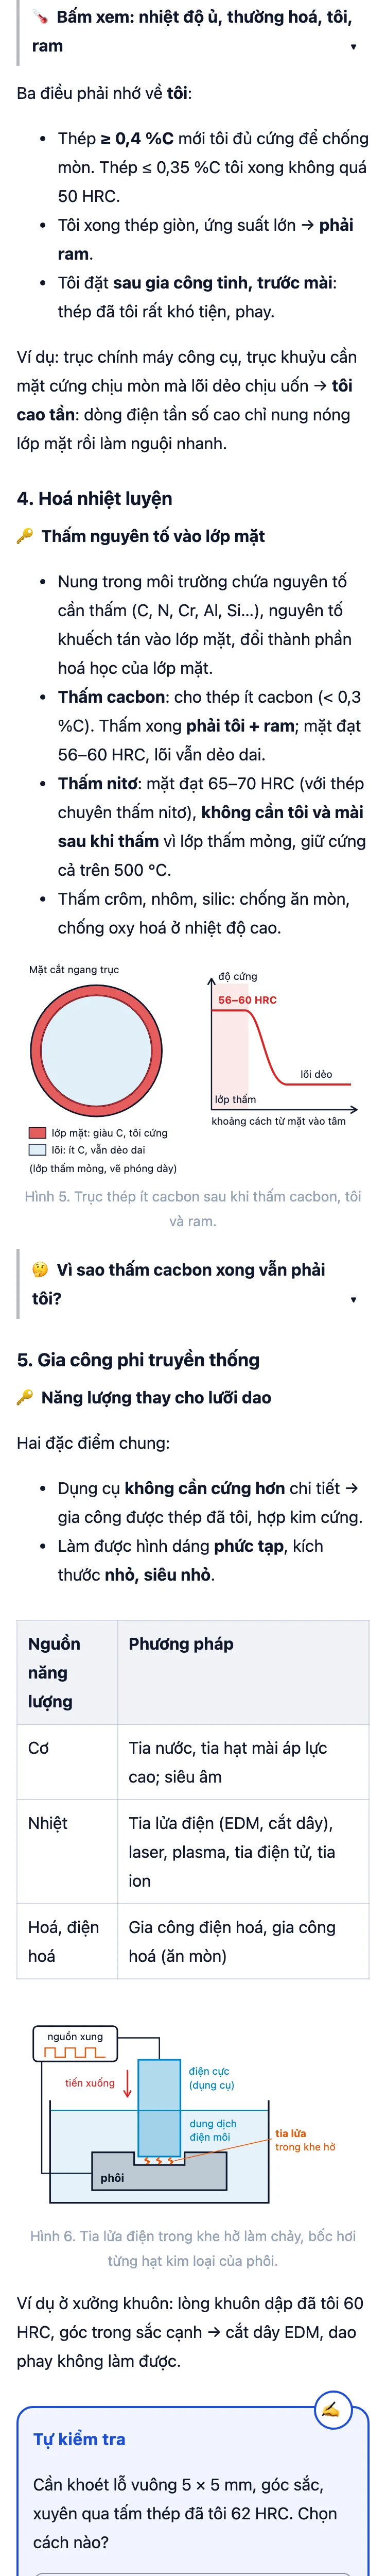 🌡️ Bấm xem: nhiệt độ ủ, thường hoá, tôi,
ram ▼
Ba điều phải nhớ về tôi:
• Thép ≥ 0,4 %C mới tôi đủ cứng để chống
mòn. Thép ≤ 0,35 %C tôi xong không quá
50 HRC.
• Tôi xong thép giòn, ứng suất lớn → phải
ram.
• Tôi đặt sau gia công tinh, trước mài:
thép đã tôi rất khó tiện, phay.
Ví dụ: trục chính máy công cụ, trục khuỷu cần
mặt cứng chịu mòn mà lõi dẻo chịu uốn → tôi
cao tần: dòng điện tần số cao chỉ nung nóng
lớp mặt rồi làm nguội nhanh.
4. Hoá nhiệt luyện
🔑 Thấm nguyên tố vào lớp mặt
• Nung trong môi trường chứa nguyên tố
cần thấm (C, N, Cr, Al, Si...), nguyên tố
khuếch tán vào lớp mặt, đổi thành phần
hoá học của lớp mặt.
• Thấm cacbon: cho thép ít cacbon (< 0,3
%C). Thấm xong phải tôi + ram; mặt đạt
56–60 HRC, lõi vẫn dẻo dai.
• Thấm nitơ: mặt đạt 65–70 HRC (với thép
chuyên thấm nitơ), không cần tôi và mài
sau khi thấm vì lớp thấm mỏng, giữ cứng
cả trên 500 °C.
• Thấm crôm, nhôm, silic: chống ăn mòn,
chống oxy hoá ở nhiệt độ cao.
Mặt cắt ngang trục
lớp mặt: giàu C, tôi cứng
lõi: ít C, vẫn dẻo dai
(lớp thấm mỏng, vẽ phóng dày)
độ cứng
56–60 HRC
lõi dẻo
lớp thấm
khoảng cách từ mặt vào tâm
Hình 5. Trục thép ít cacbon sau khi thấm cacbon, tôi
và ram.
🤔 Vì sao thấm cacbon xong vẫn phải
tôi? ▼
5. Gia công phi truyền thống
🔑 Năng lượng thay cho lưỡi dao
Hai đặc điểm chung:
• Dụng cụ không cần cứng hơn chi tiết →
gia công được thép đã tôi, hợp kim cứng.
• Làm được hình dáng phức tạp, kích
thước nhỏ, siêu nhỏ.
Nguồn
năng
lượng
Phương pháp
Cơ
Tia nước, tia hạt mài áp lực
cao; siêu âm
Nhiệt
Tia lửa điện (EDM, cắt dây),
laser, plasma, tia điện tử, tia
ion
Hoá, điện
hoá
Gia công điện hoá, gia công
hoá (ăn mòn)
nguồn xung
tiến xuống
điện cực
(dụng cụ)
dung dịch
điện môi
tia lửa
trong khe hở
phôi
Hình 6. Tia lửa điện trong khe hở làm chảy, bốc hơi
từng hạt kim loại của phôi.
Ví dụ ở xưởng khuôn: lòng khuôn dập đã tôi 60
HRC, góc trong sắc cạnh → cắt dây EDM, dao
phay không làm được.
✍️
Tự kiểm tra
Cần khoét lỗ vuông 5 × 5 mm, góc sắc,
xuyên qua tấm thép đã tôi 62 HRC. Chọn
cách nào?